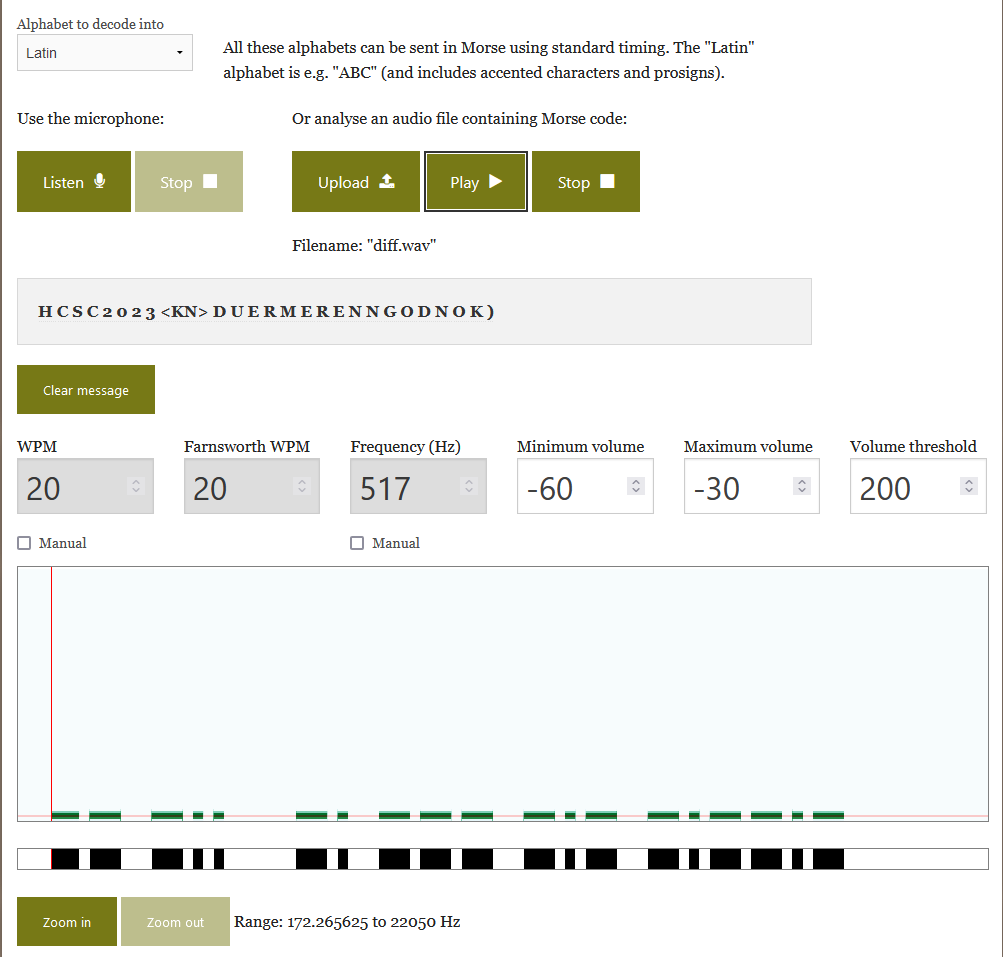 Alphabet to decode into
Latin
All these alphabets can be sent in Morse using standard timing. The "Latin"
alphabet is e.g. "ABC" (and includes accented characters and prosigns).
Use the microphone:
Or analyse an audio file containing Morse code:
Listen Stop Upload Play Stop
Filename: "diff.wav"
H C S C 2 0 2 3 <KN> D U E R M E R E N N G O D N O K )
Clear message
WPM Farnsworth WPM Frequency (Hz) Minimum volume Maximum volume Volume threshold
20 20 517 -60 -30 200
Manual Manual
Zoom in Zoom out Range: 172.265625 to 22050 Hz